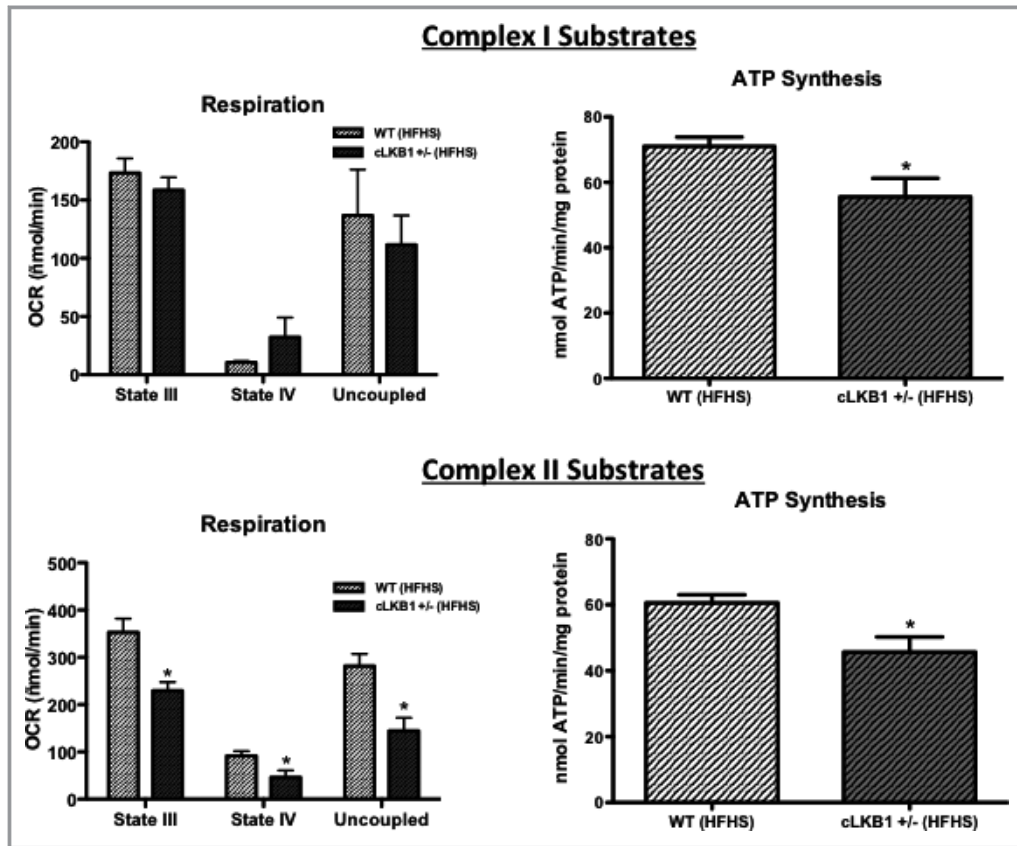 Complex I Substrates
Respiration
WT (HFHS)
cLKB1 +/- (HFHS)
OCR (ñmol/min)
200
150
100
50
0
State III
State IV
Uncoupled
ATP Synthesis
nmol ATP/min/mg protein
80
60
40
20
0
*
WT (HFHS)
cLKB1 +/- (HFHS)
Complex II Substrates
Respiration
WT (HFHS)
cLKB1 +/- (HFHS)
OCR (ñmol/min)
500
400
300
200
100
0
*
*
*
State III
State IV
Uncoupled
ATP Synthesis
nmol ATP/min/mg protein
80
60
40
20
0
*
WT (HFHS)
cLKB1 +/- (HFHS)